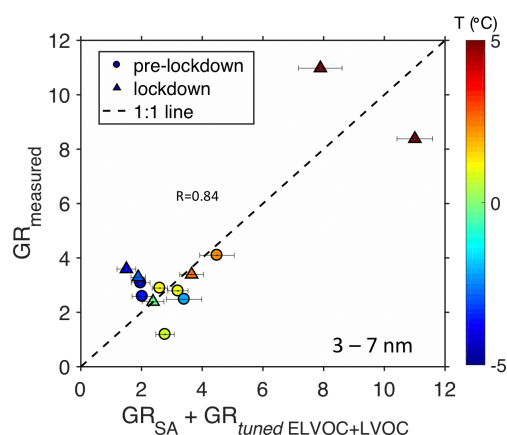 T (°C)
12
10
8
6
4
2
0
0
2
4
6
8
10
12
5
0
-5
pre-lockdown
lockdown
1:1 line
R=0.84
3 – 7 nm
GRmeasured
GRSA + GRtuned ELVOC+LVOC